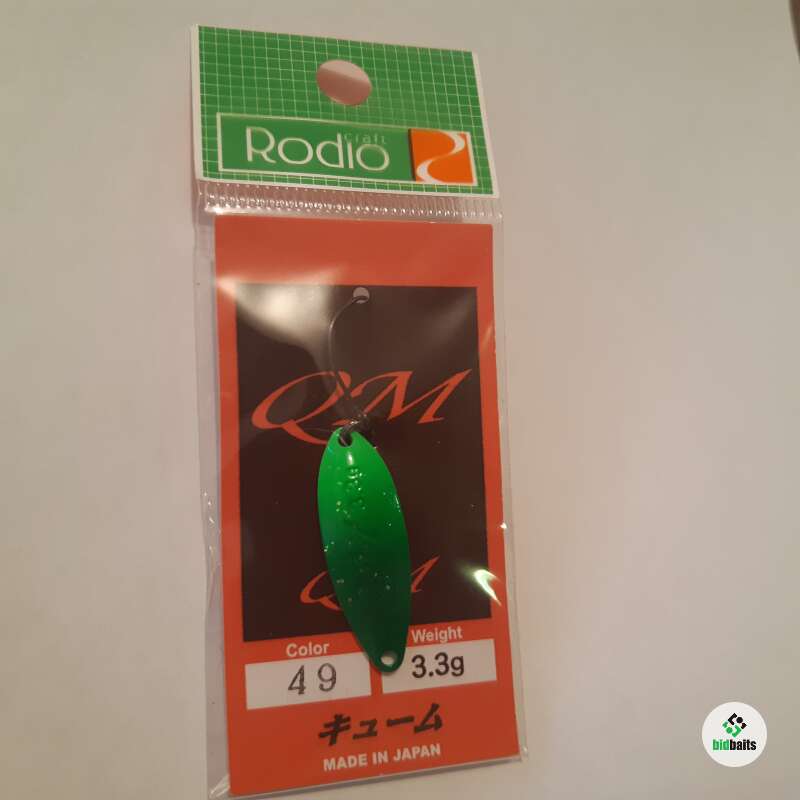 Craft
Rodio
QM
QM
Color
Weight
49
3.3g
キューム
MADE IN JAPAN
bidbaits